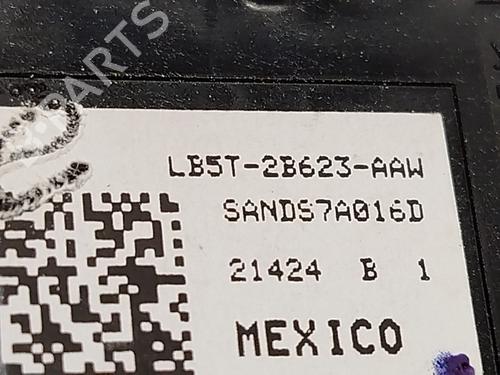 PARTS
LB5T-2B623-AAW
SANDS7A016D
21424 B 1
MEXICO